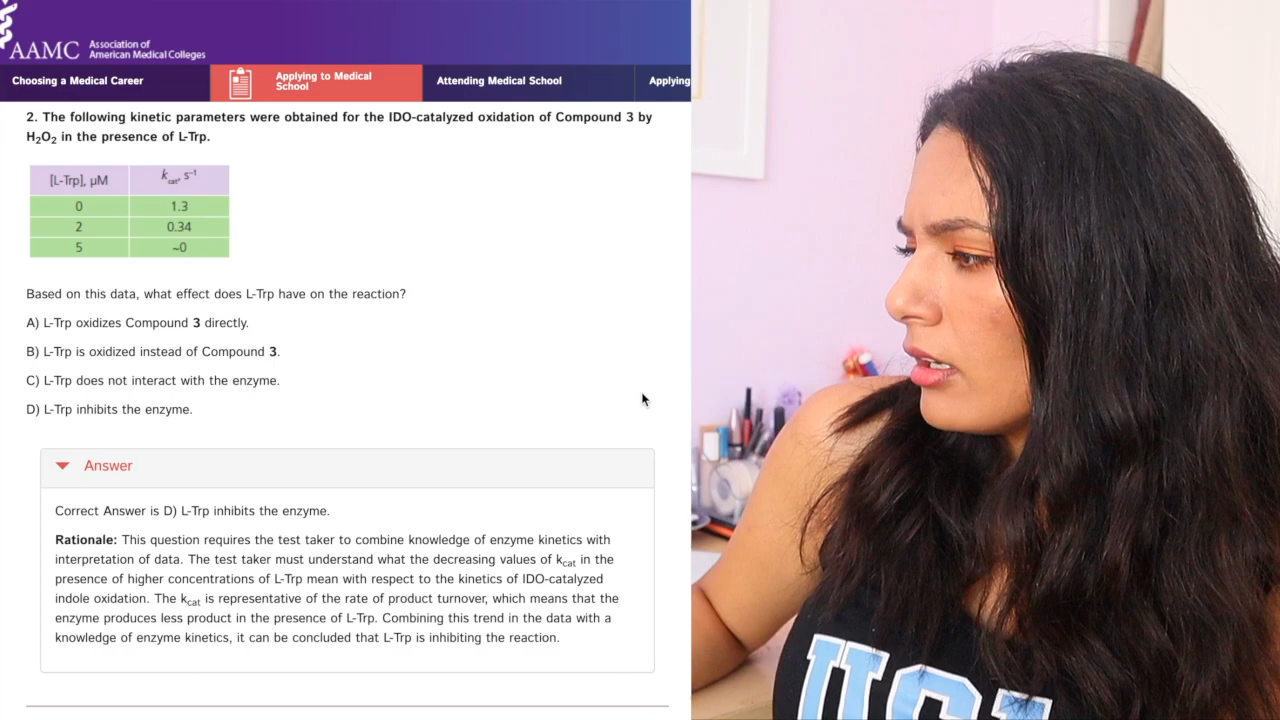 AAMC
Association of
American Medical Colleges
Choosing a Medical Career
Applying to Medical
School
Attending Medical School
Applying
2. The following kinetic parameters were obtained for the IDO-catalyzed oxidation of Compound 3 by
H2O2 in the presence of L-Trp.
[L-Trp], µM kcat, s⁻¹
0 1.3
2 0.34
5 ~0
Based on this data, what effect does L-Trp have on the reaction?
A) L-Trp oxidizes Compound 3 directly.
B) L-Trp is oxidized instead of Compound 3.
C) L-Trp does not interact with the enzyme.
D) L-Trp inhibits the enzyme.
Answer
Correct Answer is D) L-Trp inhibits the enzyme.
Rationale: This question requires the test taker to combine knowledge of enzyme kinetics with
interpretation of data. The test taker must understand what the decreasing values of kcat in the
presence of higher concentrations of L-Trp mean with respect to the kinetics of IDO-catalyzed
indole oxidation. The kcat is representative of the rate of product turnover, which means that the
enzyme produces less product in the presence of L-Trp. Combining this trend in the data with a
knowledge of enzyme kinetics, it can be concluded that L-Trp is inhibiting the reaction.